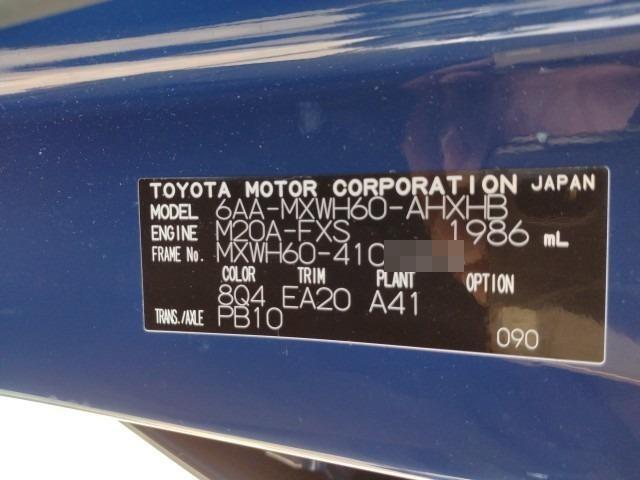 TOYOTA MOTOR CORPORATION JAPAN
MODEL 6AA-MXWH60-AHXHB
ENGINE M20A-FXS 1986 mL
FRAME No. MXWH60-410
COLOR TRIM PLANT OPTION
8Q4 EA20 A41
TRANS./AXLE PB10
090